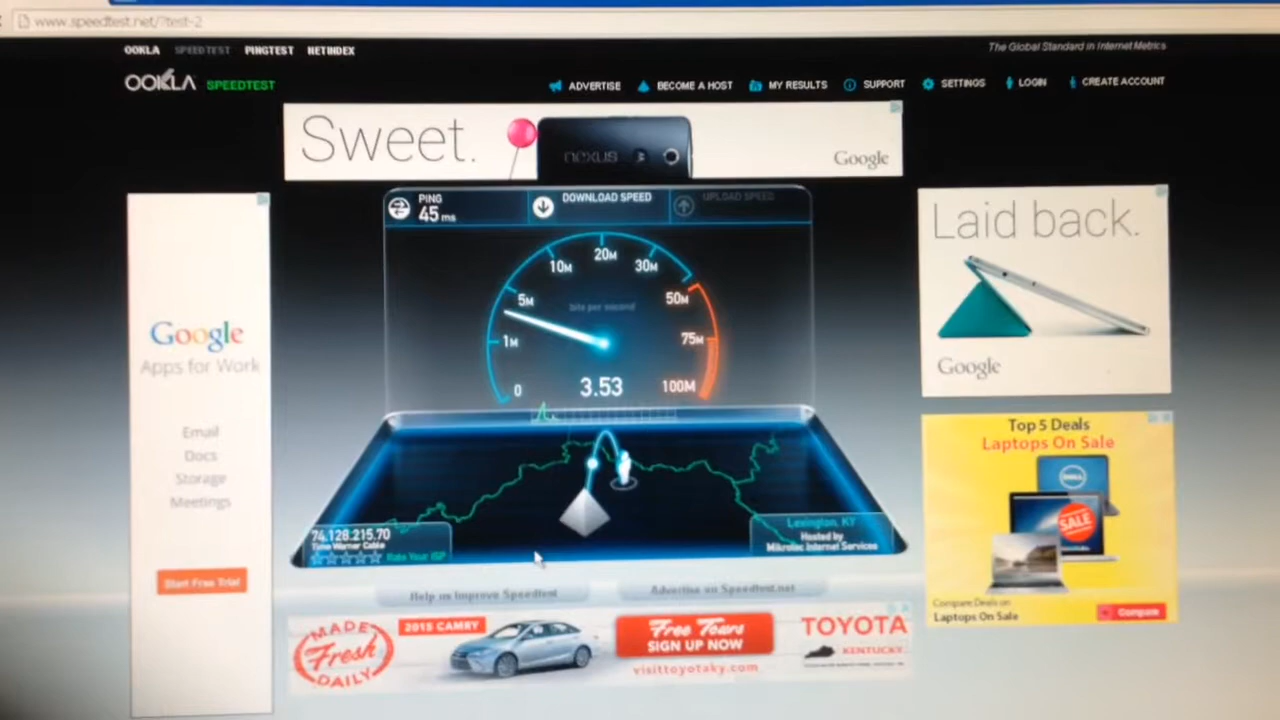 www.speedtest.net/?test-2
OOKLA SPEEDTEST PINGTEST NETINDEX
The Global Standard in Internet Metrics
OOKLA SPEEDTEST
ADVERTISE BECOME A HOST MY RESULTS SUPPORT SETTINGS LOGIN CREATE ACCOUNT
Sweet.
nexus
Google
PING
45 ms
DOWNLOAD SPEED
UPLOAD SPEED
20M
10M
30M
5M
50M
bits per second
1M
75M
0
3.53
100M
74.128.215.70
Time Warner Cable
Rate Your ISP
Lexington, KY
Hosted by
Mikrotec Internet Services
Help us Improve Speedtest
Advertise on Speedtest.net
Google
Apps for Work
Email
Docs
Storage
Meetings
Start Free Trial
Laid back.
Google
Top 5 Deals
Laptops On Sale
DELL
SALE
Compare Deals on
Laptops On Sale
Compare
MADE
Fresh
DAILY
2015 CAMRY
Free Tours
SIGN UP NOW
visittoyotaky.com
TOYOTA
KENTUCKY